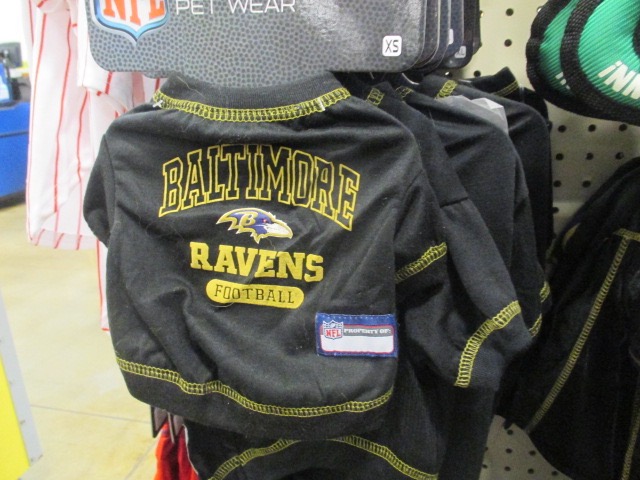 NFL
PET WEAR
XS
BALTIMORE
B
RAVENS
FOOTBALL
NFL
PROPERTY OF: